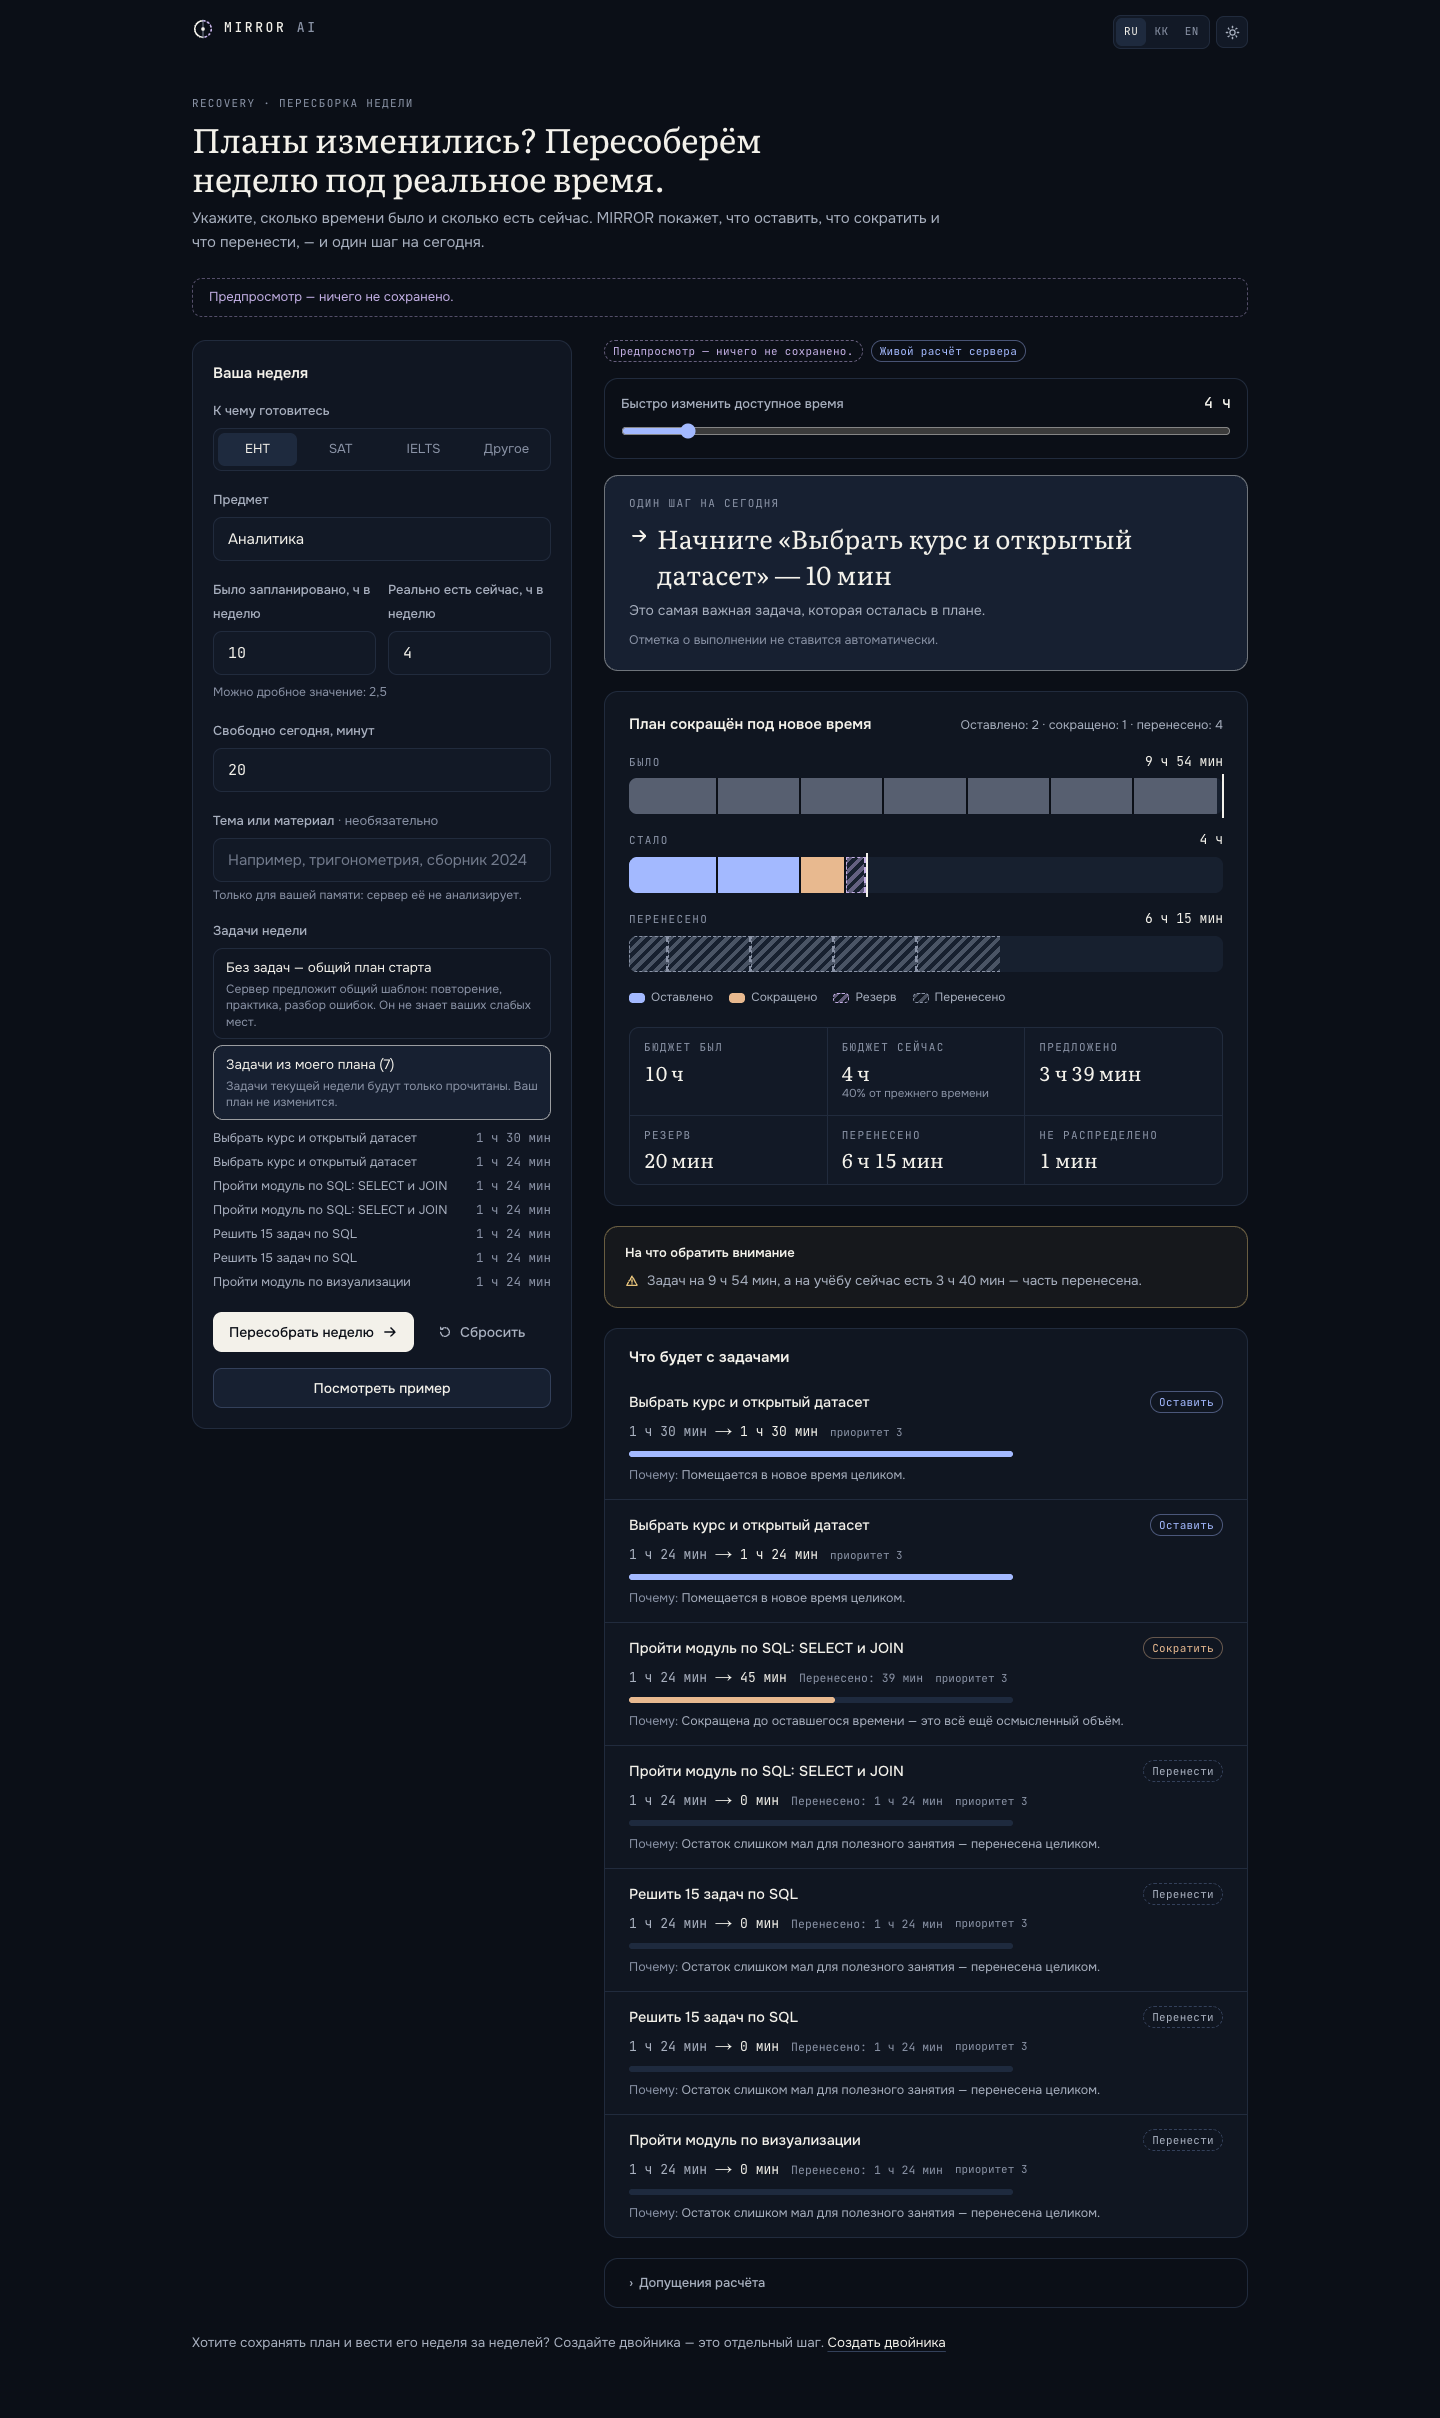 MIRROR AI
RU KK EN
RECOVERY · ПЕРЕСБОРКА НЕДЕЛИ
Планы изменились? Пересоберём
неделю под реальное время.
Укажите, сколько времени было и сколько есть сейчас. MIRROR покажет, что оставить, что сократить и
что перенести, — и один шаг на сегодня.
Предпросмотр — ничего не сохранено.
Ваша неделя
К чему готовитесь
ЕНТ SAT IELTS Другое
Предмет
Аналитика
Было запланировано, ч в
неделю
Реально есть сейчас, ч в
неделю
10
4
Можно дробное значение: 2,5
Свободно сегодня, минут
20
Тема или материал · необязательно
Например, тригонометрия, сборник 2024
Только для вашей памяти: сервер её не анализирует.
Задачи недели
Без задач — общий план старта
Сервер предложит общий шаблон: повторение,
практика, разбор ошибок. Он не знает ваших слабых
мест.
Задачи из моего плана (7)
Задачи текущей недели будут только прочитаны. Ваш
план не изменится.
Выбрать курс и открытый датасет 1 ч 30 мин
Выбрать курс и открытый датасет 1 ч 24 мин
Пройти модуль по SQL: SELECT и JOIN 1 ч 24 мин
Пройти модуль по SQL: SELECT и JOIN 1 ч 24 мин
Решить 15 задач по SQL 1 ч 24 мин
Решить 15 задач по SQL 1 ч 24 мин
Пройти модуль по визуализации 1 ч 24 мин
Пересобрать неделю →
Сбросить
Посмотреть пример
Предпросмотр — ничего не сохранено.
Живой расчёт сервера
Быстро изменить доступное время 4 ч
ОДИН ШАГ НА СЕГОДНЯ
→ Начните «Выбрать курс и открытый
датасет» — 10 мин
Это самая важная задача, которая осталась в плане.
Отметка о выполнении не ставится автоматически.
План сокращён под новое время
Оставлено: 2 · сокращено: 1 · перенесено: 4
БЫЛО 9 ч 54 мин
СТАЛО 4 ч
ПЕРЕНЕСЕНО 6 ч 15 мин
Оставлено Сокращено Резерв Перенесено
БЮДЖЕТ БЫЛ
10 ч
БЮДЖЕТ СЕЙЧАС
4 ч
40% от прежнего времени
ПРЕДЛОЖЕНО
3 ч 39 мин
РЕЗЕРВ
20 мин
ПЕРЕНЕСЕНО
6 ч 15 мин
НЕ РАСПРЕДЕЛЕНО
1 мин
На что обратить внимание
Задач на 9 ч 54 мин, а на учёбу сейчас есть 3 ч 40 мин — часть перенесена.
Что будет с задачами
Выбрать курс и открытый датасет Оставить
1 ч 30 мин → 1 ч 30 мин приоритет 3
Почему: Помещается в новое время целиком.
Выбрать курс и открытый датасет Оставить
1 ч 24 мин → 1 ч 24 мин приоритет 3
Почему: Помещается в новое время целиком.
Пройти модуль по SQL: SELECT и JOIN Сократить
1 ч 24 мин → 45 мин Перенесено: 39 мин приоритет 3
Почему: Сокращена до оставшегося времени — это всё ещё осмысленный объём.
Пройти модуль по SQL: SELECT и JOIN Перенести
1 ч 24 мин → 0 мин Перенесено: 1 ч 24 мин приоритет 3
Почему: Остаток слишком мал для полезного занятия — перенесена целиком.
Решить 15 задач по SQL Перенести
1 ч 24 мин → 0 мин Перенесено: 1 ч 24 мин приоритет 3
Почему: Остаток слишком мал для полезного занятия — перенесена целиком.
Решить 15 задач по SQL Перенести
1 ч 24 мин → 0 мин Перенесено: 1 ч 24 мин приоритет 3
Почему: Остаток слишком мал для полезного занятия — перенесена целиком.
Пройти модуль по визуализации Перенести
1 ч 24 мин → 0 мин Перенесено: 1 ч 24 мин приоритет 3
Почему: Остаток слишком мал для полезного занятия — перенесена целиком.
› Допущения расчёта
Хотите сохранять план и вести его неделя за неделей? Создайте двойника — это отдельный шаг. Создать двойника